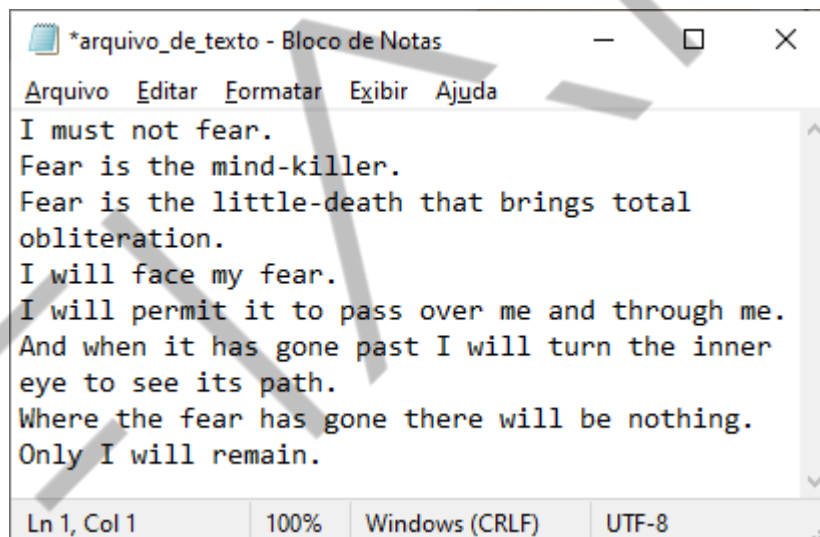 *arquivo_de_texto - Bloco de Notas
Arquivo Editar Formatar Exibir Ajuda
I must not fear.
Fear is the mind-killer.
Fear is the little-death that brings total
obliteration.
I will face my fear.
I will permit it to pass over me and through me.
And when it has gone past I will turn the inner
eye to see its path.
Where the fear has gone there will be nothing.
Only I will remain.
Ln 1, Col 1 100% Windows (CRLF) UTF-8